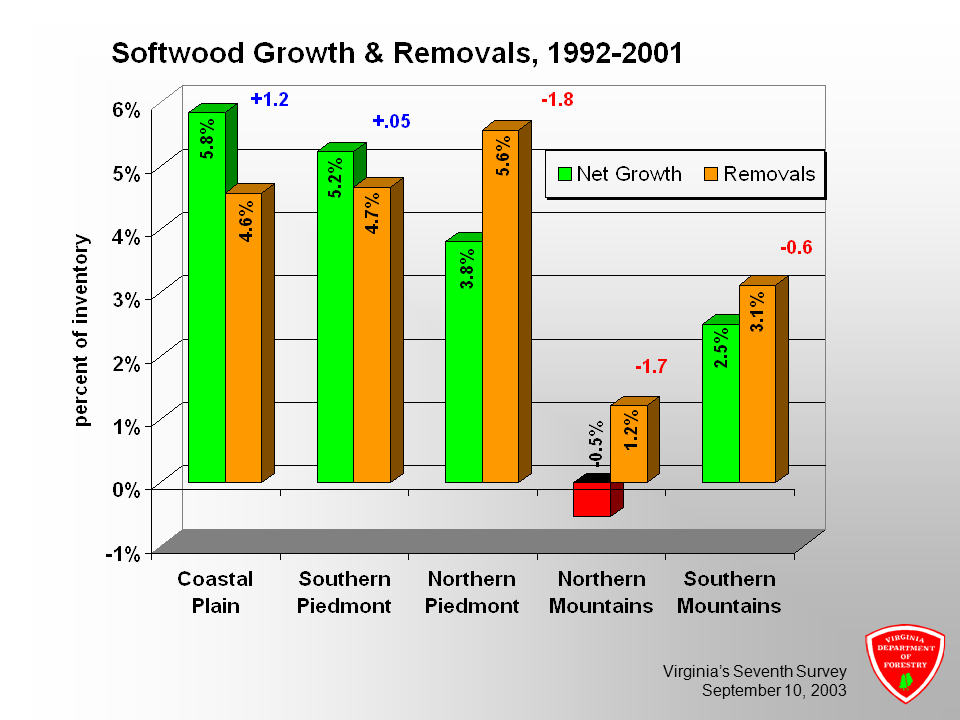 Softwood Growth & Removals, 1992-2001
+1.2
+.05
-1.8
-1.7
-0.6
Net Growth
Removals
percent of inventory
6%
5%
4%
3%
2%
1%
0%
-1%
5.8%
4.6%
5.2%
4.7%
3.8%
5.6%
-0.5%
1.2%
2.5%
3.1%
Coastal
Plain
Southern
Piedmont
Northern
Piedmont
Northern
Mountains
Southern
Mountains
Virginia's Seventh Survey
September 10, 2003
VIRGINIA
DEPARTMENT
OF
FORESTRY